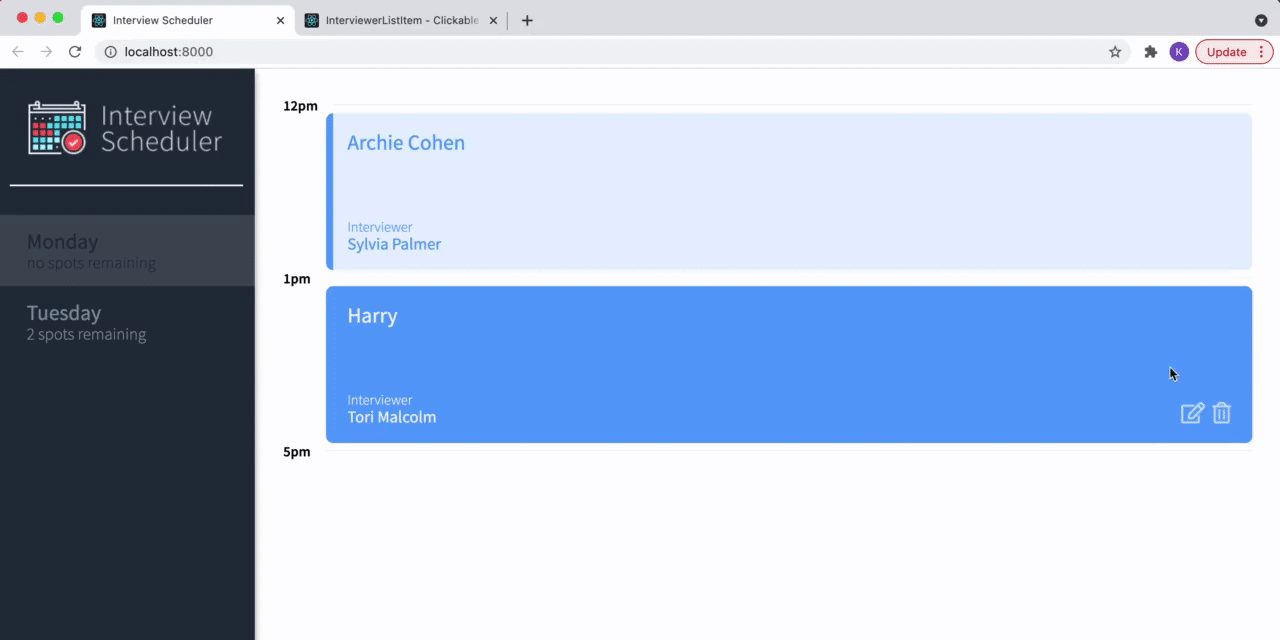 Interview Scheduler
InterviewerListItem - Clickable
localhost:8000
K
Update
Interview
Scheduler
Monday
no spots remaining
Tuesday
2 spots remaining
12pm
Archie Cohen
Interviewer
Sylvia Palmer
1pm
Harry
Interviewer
Tori Malcolm
5pm